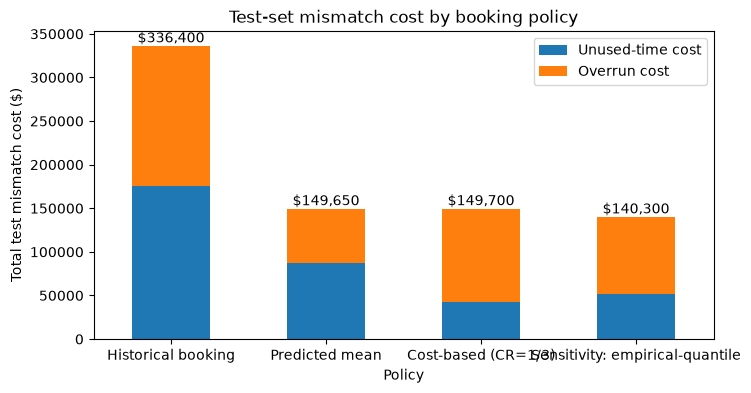 Test-set mismatch cost by booking policy
Total test mismatch cost ($)
350000
300000
250000
200000
150000
100000
50000
0
$336,400
$149,650
$149,700
$140,300
Unused-time cost
Overrun cost
Historical booking
Predicted mean
Cost-based (CR=1/3)
Sensitivity: empirical-quantile
Policy